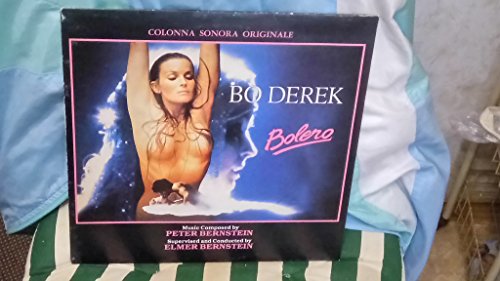 COLONNA SONORA ORIGINALE
BO DEREK
Bolero
Music Composed by
PETER BERNSTEIN
Supervised and Conducted by
ELMER BERNSTEIN